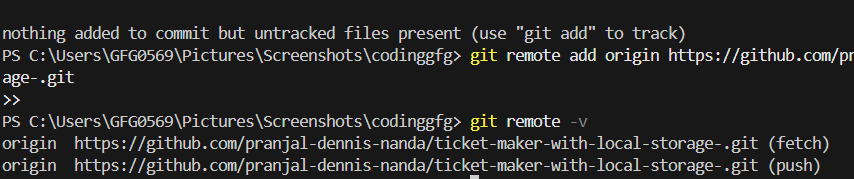 nothing added to commit but untracked files present (use "git add" to track)
PS C:\Users\GFG0569\Pictures\Screenshots\codinggfg> git remote add origin https://github.com/pr
age-.git
>>
PS C:\Users\GFG0569\Pictures\Screenshots\codinggfg> git remote -v
origin  https://github.com/pranjal-dennis-nanda/ticket-maker-with-local-storage-.git (fetch)
origin  https://github.com/pranjal-dennis-nanda/ticket-maker-with-local-storage-.git (push)